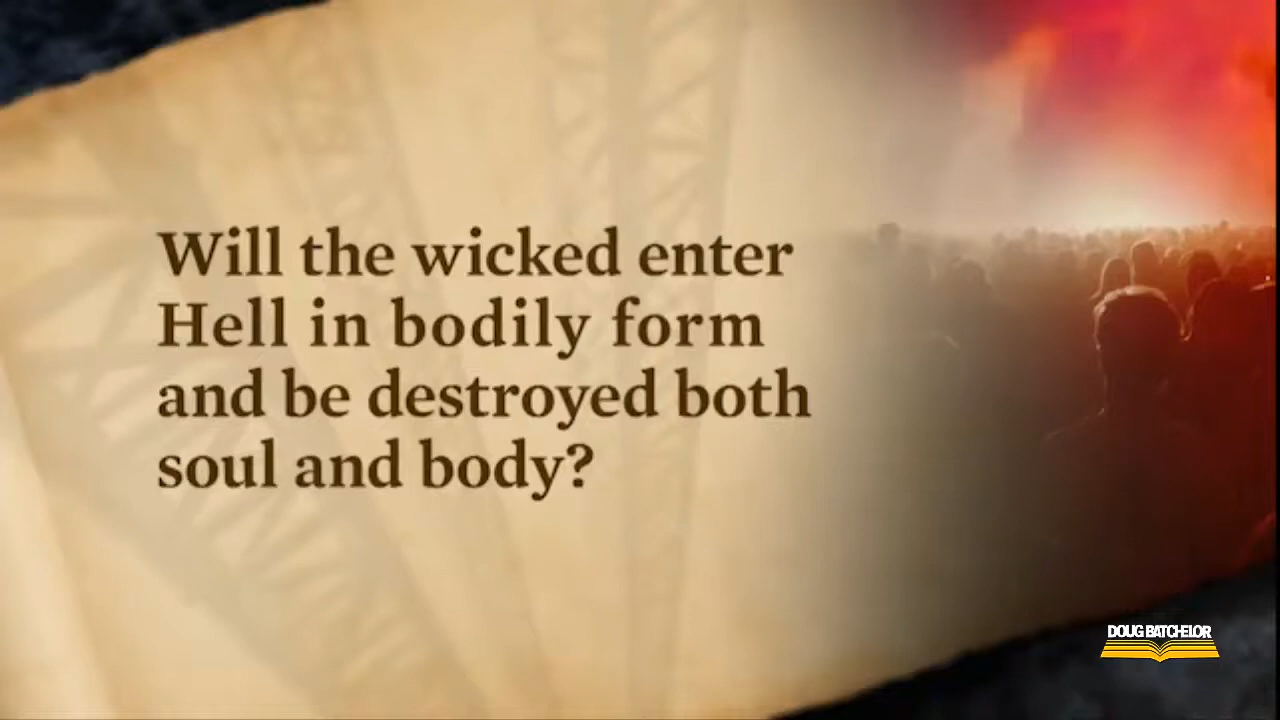 Will the wicked enter
Hell in bodily form
and be destroyed both
soul and body?
DOUG BATCHELOR